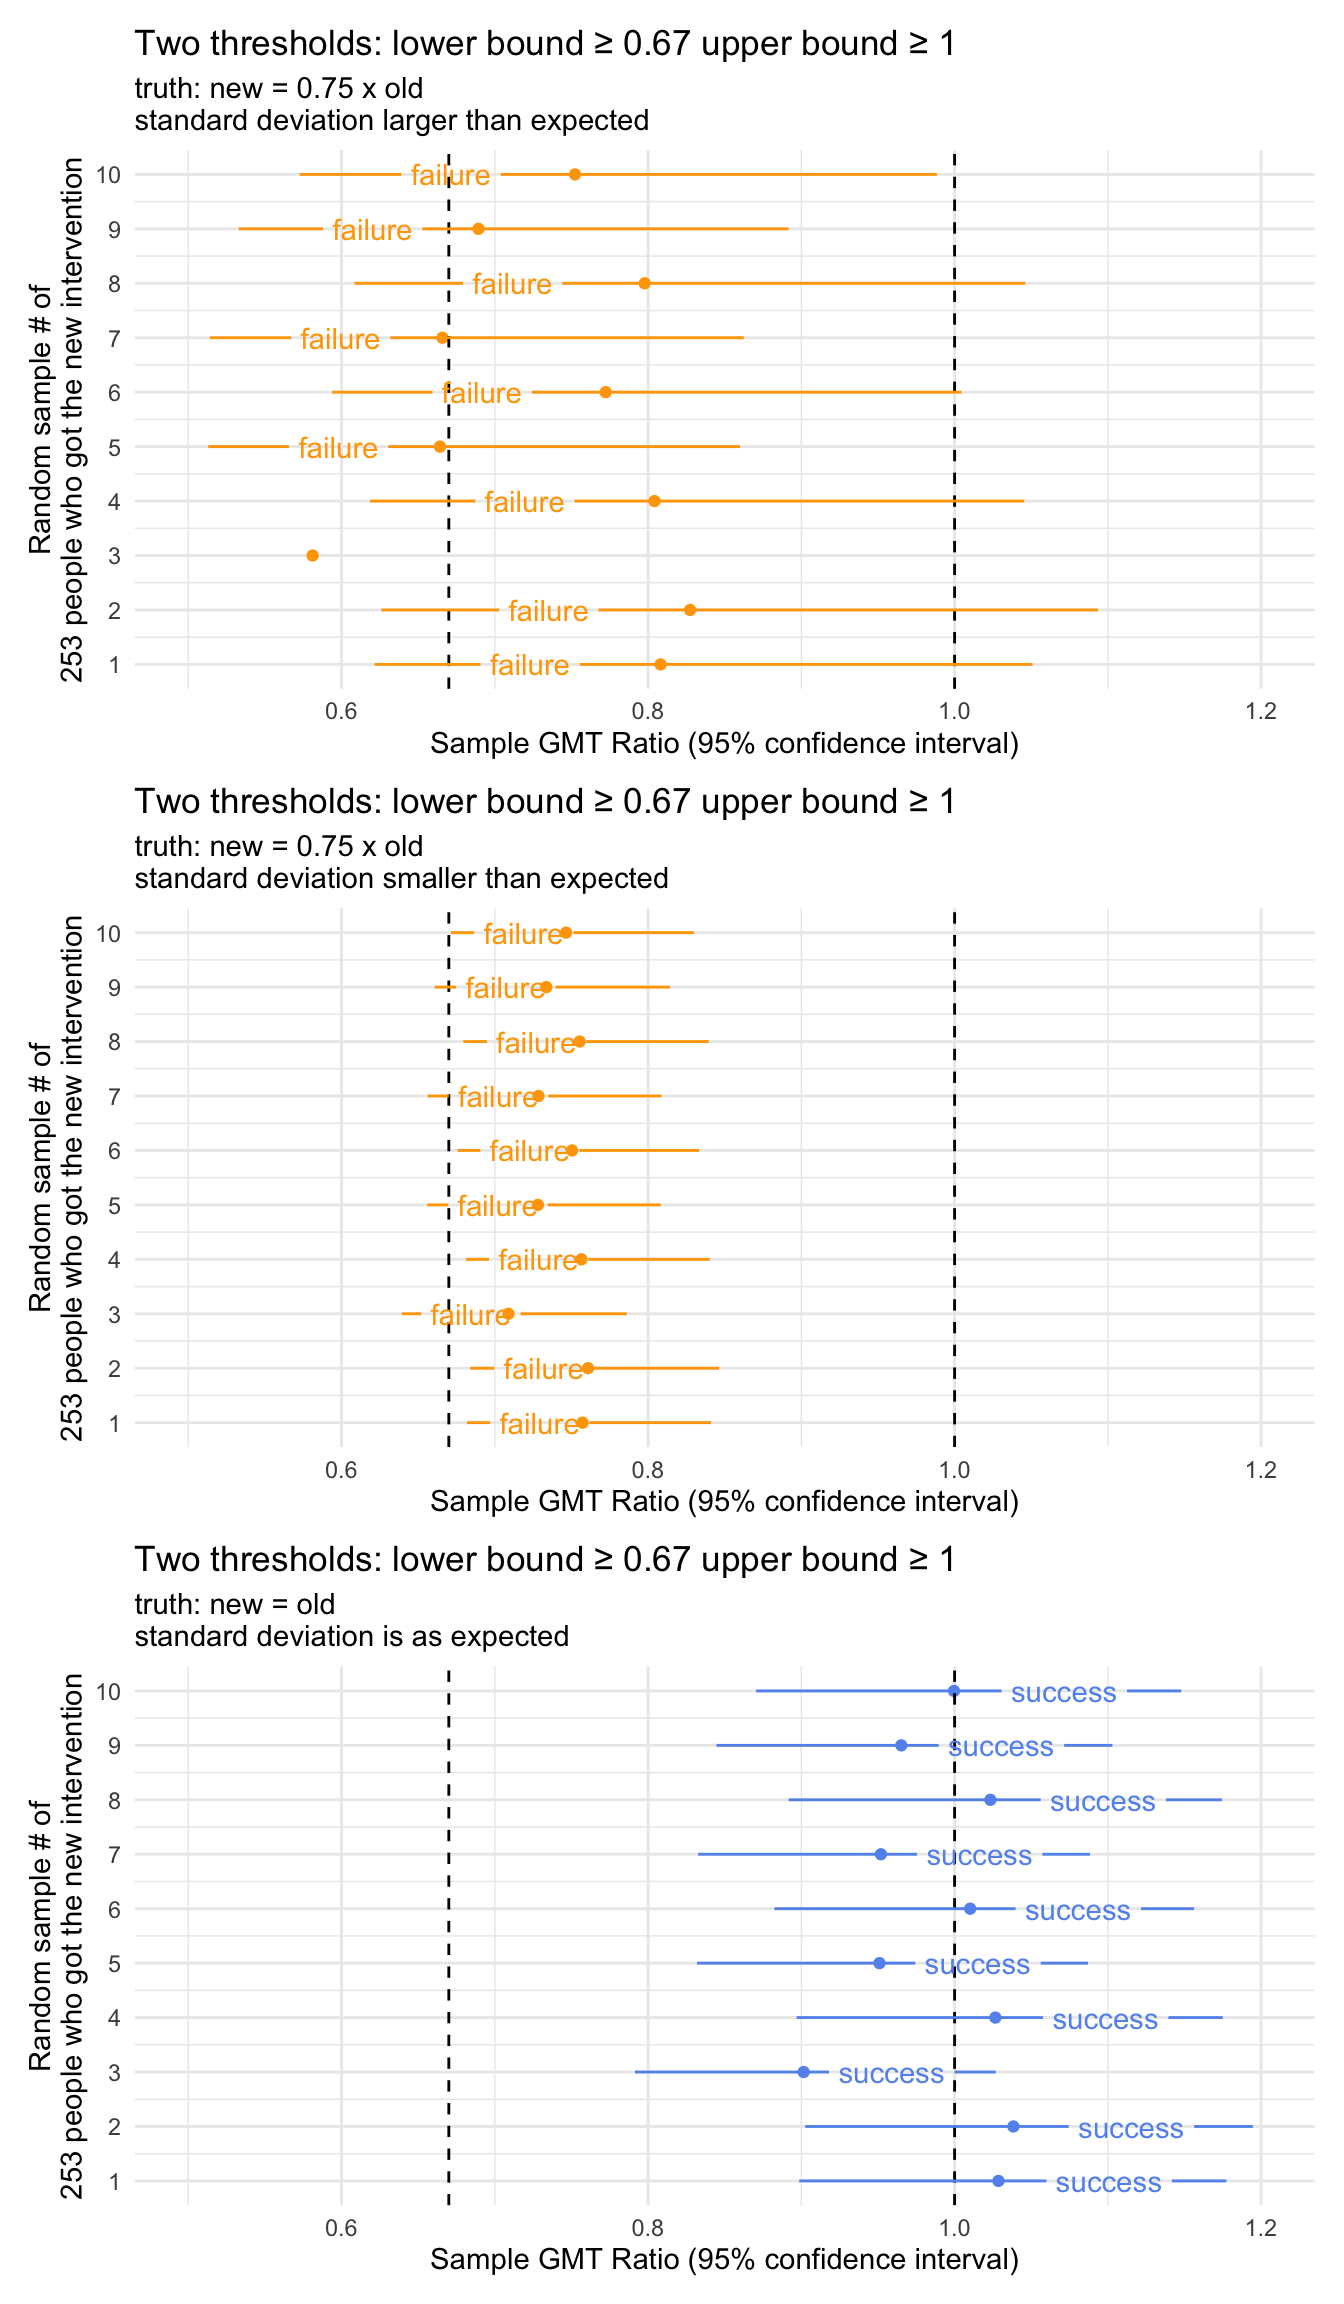 Two thresholds: lower bound ≥ 0.67 upper bound ≥ 1
truth: new = 0.75 x old
standard deviation larger than expected
Random sample # of
253 people who got the new intervention
10
failure
9
failure
8
failure
7
failure
6
failure
5
failure
4
failure
3
2
failure
1
failure
0.6
0.8
1.0
1.2
Sample GMT Ratio (95% confidence interval)
Two thresholds: lower bound ≥ 0.67 upper bound ≥ 1
truth: new = 0.75 x old
standard deviation smaller than expected
Random sample # of
253 people who got the new intervention
10
failure
9
failure
8
failure
7
failure
6
failure
5
failure
4
failure
3
failure
2
failure
1
failure
0.6
0.8
1.0
1.2
Sample GMT Ratio (95% confidence interval)
Two thresholds: lower bound ≥ 0.67 upper bound ≥ 1
truth: new = old
standard deviation is as expected
Random sample # of
253 people who got the new intervention
10
success
9
success
8
success
7
success
6
success
5
success
4
success
3
success
2
success
1
success
0.6
0.8
1.0
1.2
Sample GMT Ratio (95% confidence interval)